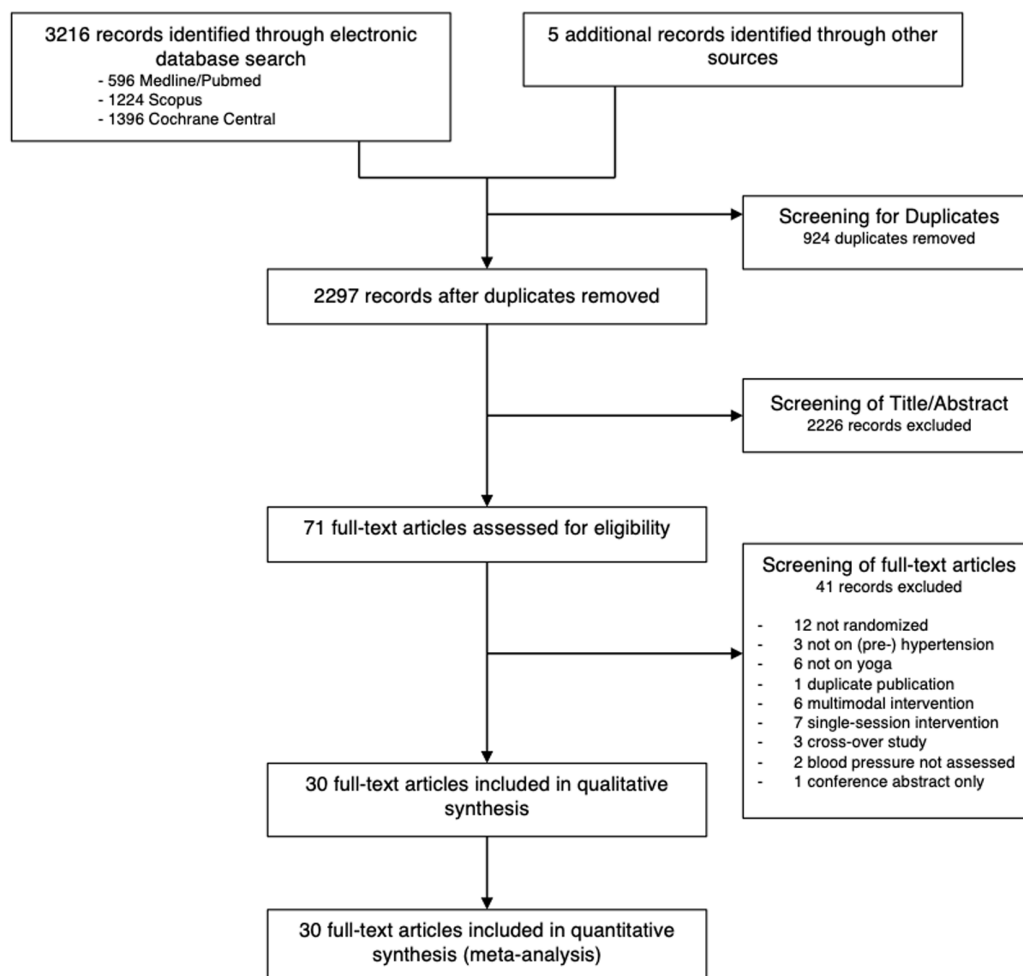 3216 records identified through electronic
database search
- 596 Medline/Pubmed
- 1224 Scopus
- 1396 Cochrane Central
5 additional records identified through other
sources
Screening for Duplicates
924 duplicates removed
2297 records after duplicates removed
Screening of Title/Abstract
2226 records excluded
71 full-text articles assessed for eligibility
Screening of full-text articles
41 records excluded
- 12 not randomized
- 3 not on (pre-) hypertension
- 6 not on yoga
- 1 duplicate publication
- 6 multimodal intervention
- 7 single-session intervention
- 3 cross-over study
- 2 blood pressure not assessed
- 1 conference abstract only
30 full-text articles included in qualitative
synthesis
30 full-text articles included in quantitative
synthesis (meta-analysis)